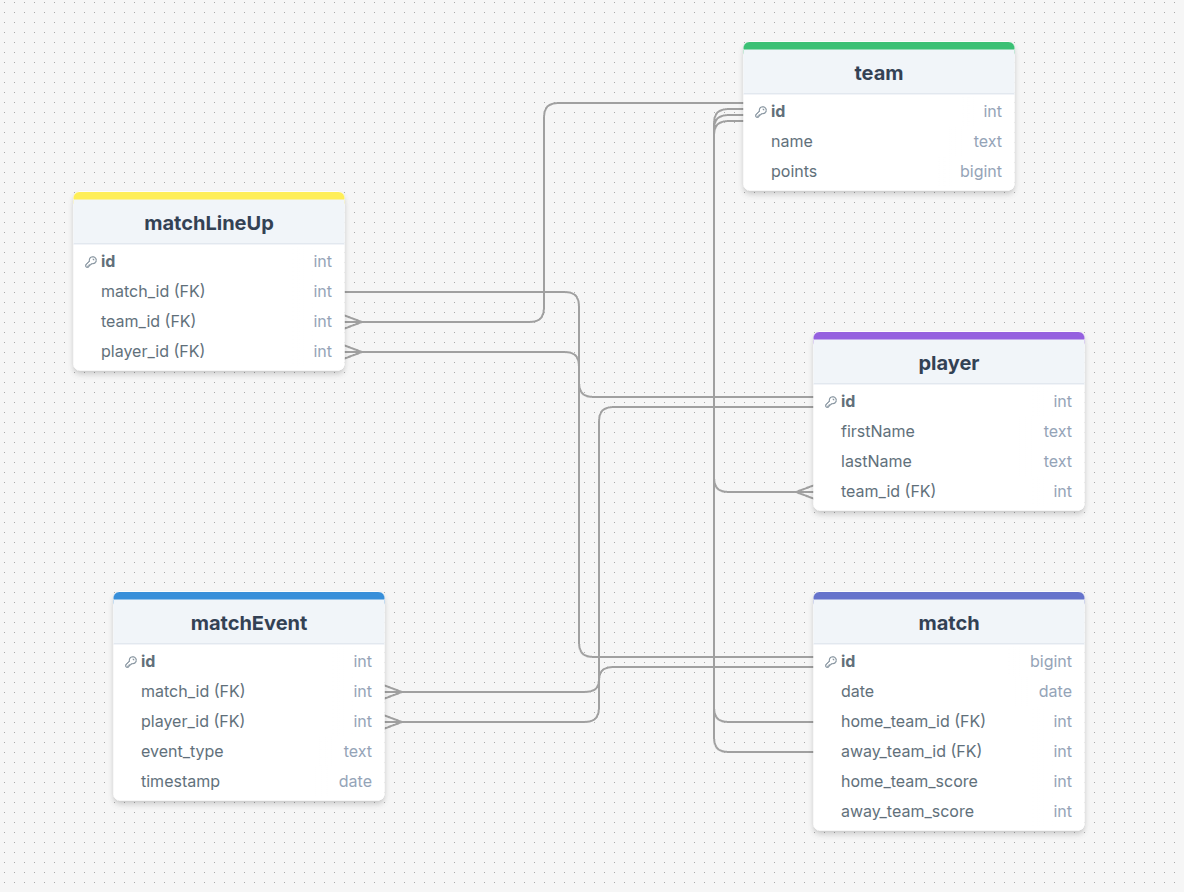 team
id int
name text
points bigint
matchLineUp
id int
match_id (FK) int
team_id (FK) int
player_id (FK) int
player
id int
firstName text
lastName text
team_id (FK) int
matchEvent
id int
match_id (FK) int
player_id (FK) int
event_type text
timestamp date
match
id bigint
date date
home_team_id (FK) int
away_team_id (FK) int
home_team_score int
away_team_score int